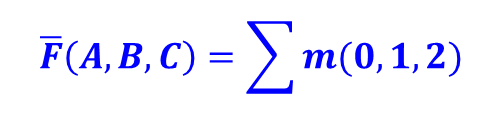 F̅(A, B, C) = ∑ m(0, 1, 2)